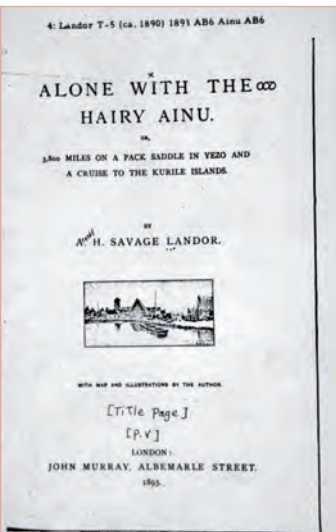 4: Landor T-5 (ca. 1890) 1893 AB6 Ainu AB6
ALONE WITH THE
HAIRY AINU.
OR,
3,800 MILES ON A PACK SADDLE IN YEZO AND
A CRUISE TO THE KURILE ISLANDS.
BY
H. SAVAGE LANDOR.
WITH MAP AND ILLUSTRATIONS BY THE AUTHOR.
[Title Page]
[P.V]
LONDON:
JOHN MURRAY, ALBEMARLE STREET.
1893.